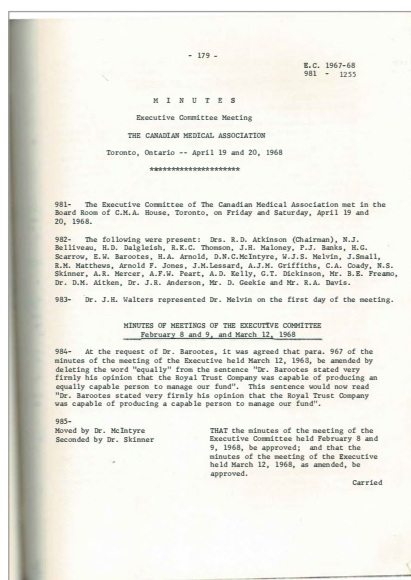 - 179 -
E.C. 1967-68
981 - 1255
M I N U T E S
Executive Committee Meeting
THE CANADIAN MEDICAL ASSOCIATION
Toronto, Ontario -- April 19 and 20, 1968
*********************
981- The Executive Committee of The Canadian Medical Association met in the
Board Room of C.M.A. House, Toronto, on Friday and Saturday, April 19 and
20, 1968.
982- The following were present: Drs. R.D. Atkinson (Chairman), N.J.
Belliveau, H.D. Dalgleish, R.K.C. Thomson, J.H. Maloney, P.J. Banks, H.G.
Scarrow, E.W. Barootes, H.A. Arnold, D.N.C.McIntyre, W.J.S. Melvin, J.Small,
R.M. Matthews, Arnold F. Jones, J.M.Lessard, A.J.M. Griffiths, C.A. Coady, N.S.
Skinner, A.R. Mercer, A.F.W. Peart, A.D. Kelly, G.T. Dickinson, Mr. B.E. Freamo,
Dr. D.M. Aitken, Dr. J.R. Anderson, Mr. D. Geekie and Mr. R.A. Davis.
983- Dr. J.H. Walters represented Dr. Melvin on the first day of the meeting.
MINUTES OF MEETINGS OF THE EXECUTIVE COMMITTEE
February 8 and 9, and March 12, 1968
984- At the request of Dr. Barootes, it was agreed that para. 967 of the
minutes of the meeting of the Executive held March 12, 1968, be amended by
deleting the word "equally" from the sentence "Dr. Barootes stated very
firmly his opinion that the Royal Trust Company was capable of producing an
equally capable person to manage our fund". This sentence would now read
"Dr. Barootes stated very firmly his opinion that the Royal Trust Company
was capable of producing a capable person to manage our fund".
985-
Moved by Dr. McIntyre
Seconded by Dr. Skinner
THAT the minutes of the meeting of the
Executive Committee held February 8 and
9, 1968, be approved; and that the
minutes of the meeting of the Executive
held March 12, 1968, as amended, be
approved.
Carried